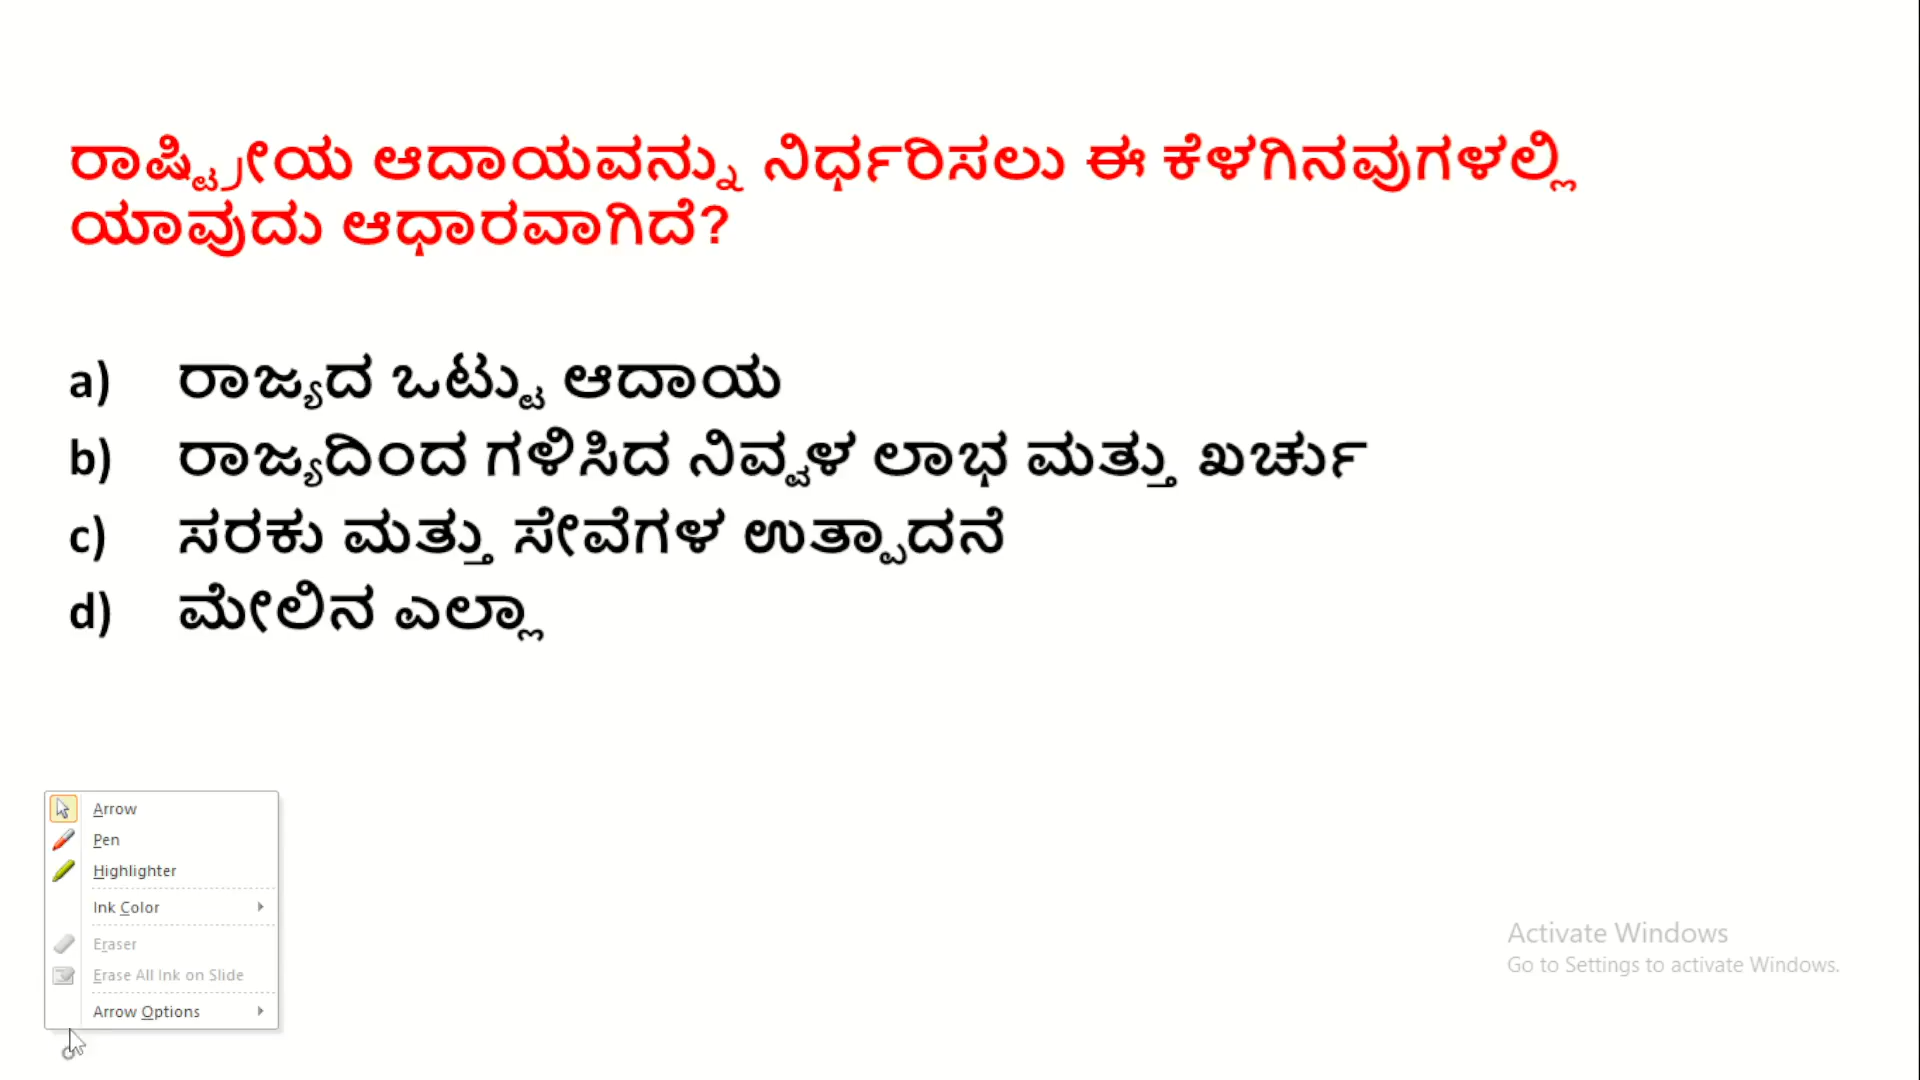 ರಾಷ್ಟ್ರೀಯ ಆದಾಯವನ್ನು ನಿರ್ಧರಿಸಲು ಈ ಕೆಳಗಿನವುಗಳಲ್ಲಿ
ಯಾವುದು ಆಧಾರವಾಗಿದೆ?
a) ರಾಜ್ಯದ ಒಟ್ಟು ಆದಾಯ
b) ರಾಜ್ಯದಿಂದ ಗಳಿಸಿದ ನಿವ್ವಳ ಲಾಭ ಮತ್ತು ಖರ್ಚು
c) ಸರಕು ಮತ್ತು ಸೇವೆಗಳ ಉತ್ಪಾದನೆ
d) ಮೇಲಿನ ಎಲ್ಲಾ
Arrow
Pen
Highlighter
Ink Color
Eraser
Erase All Ink on Slide
Arrow Options
Activate Windows
Go to Settings to activate Windows.